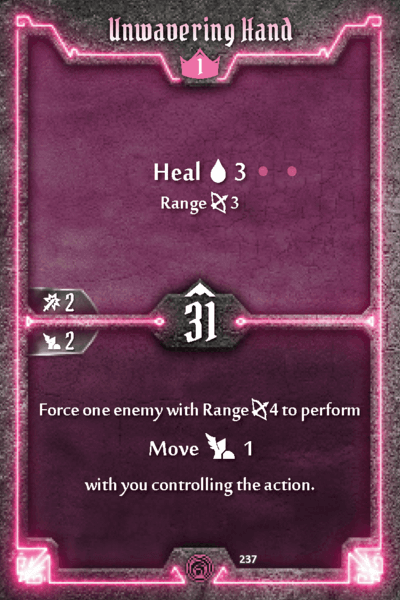 Unwavering Hand
1
Heal 3
Range 3
2
31
2
Force one enemy with Range 4 to perform
Move 1
with you controlling the action.
237